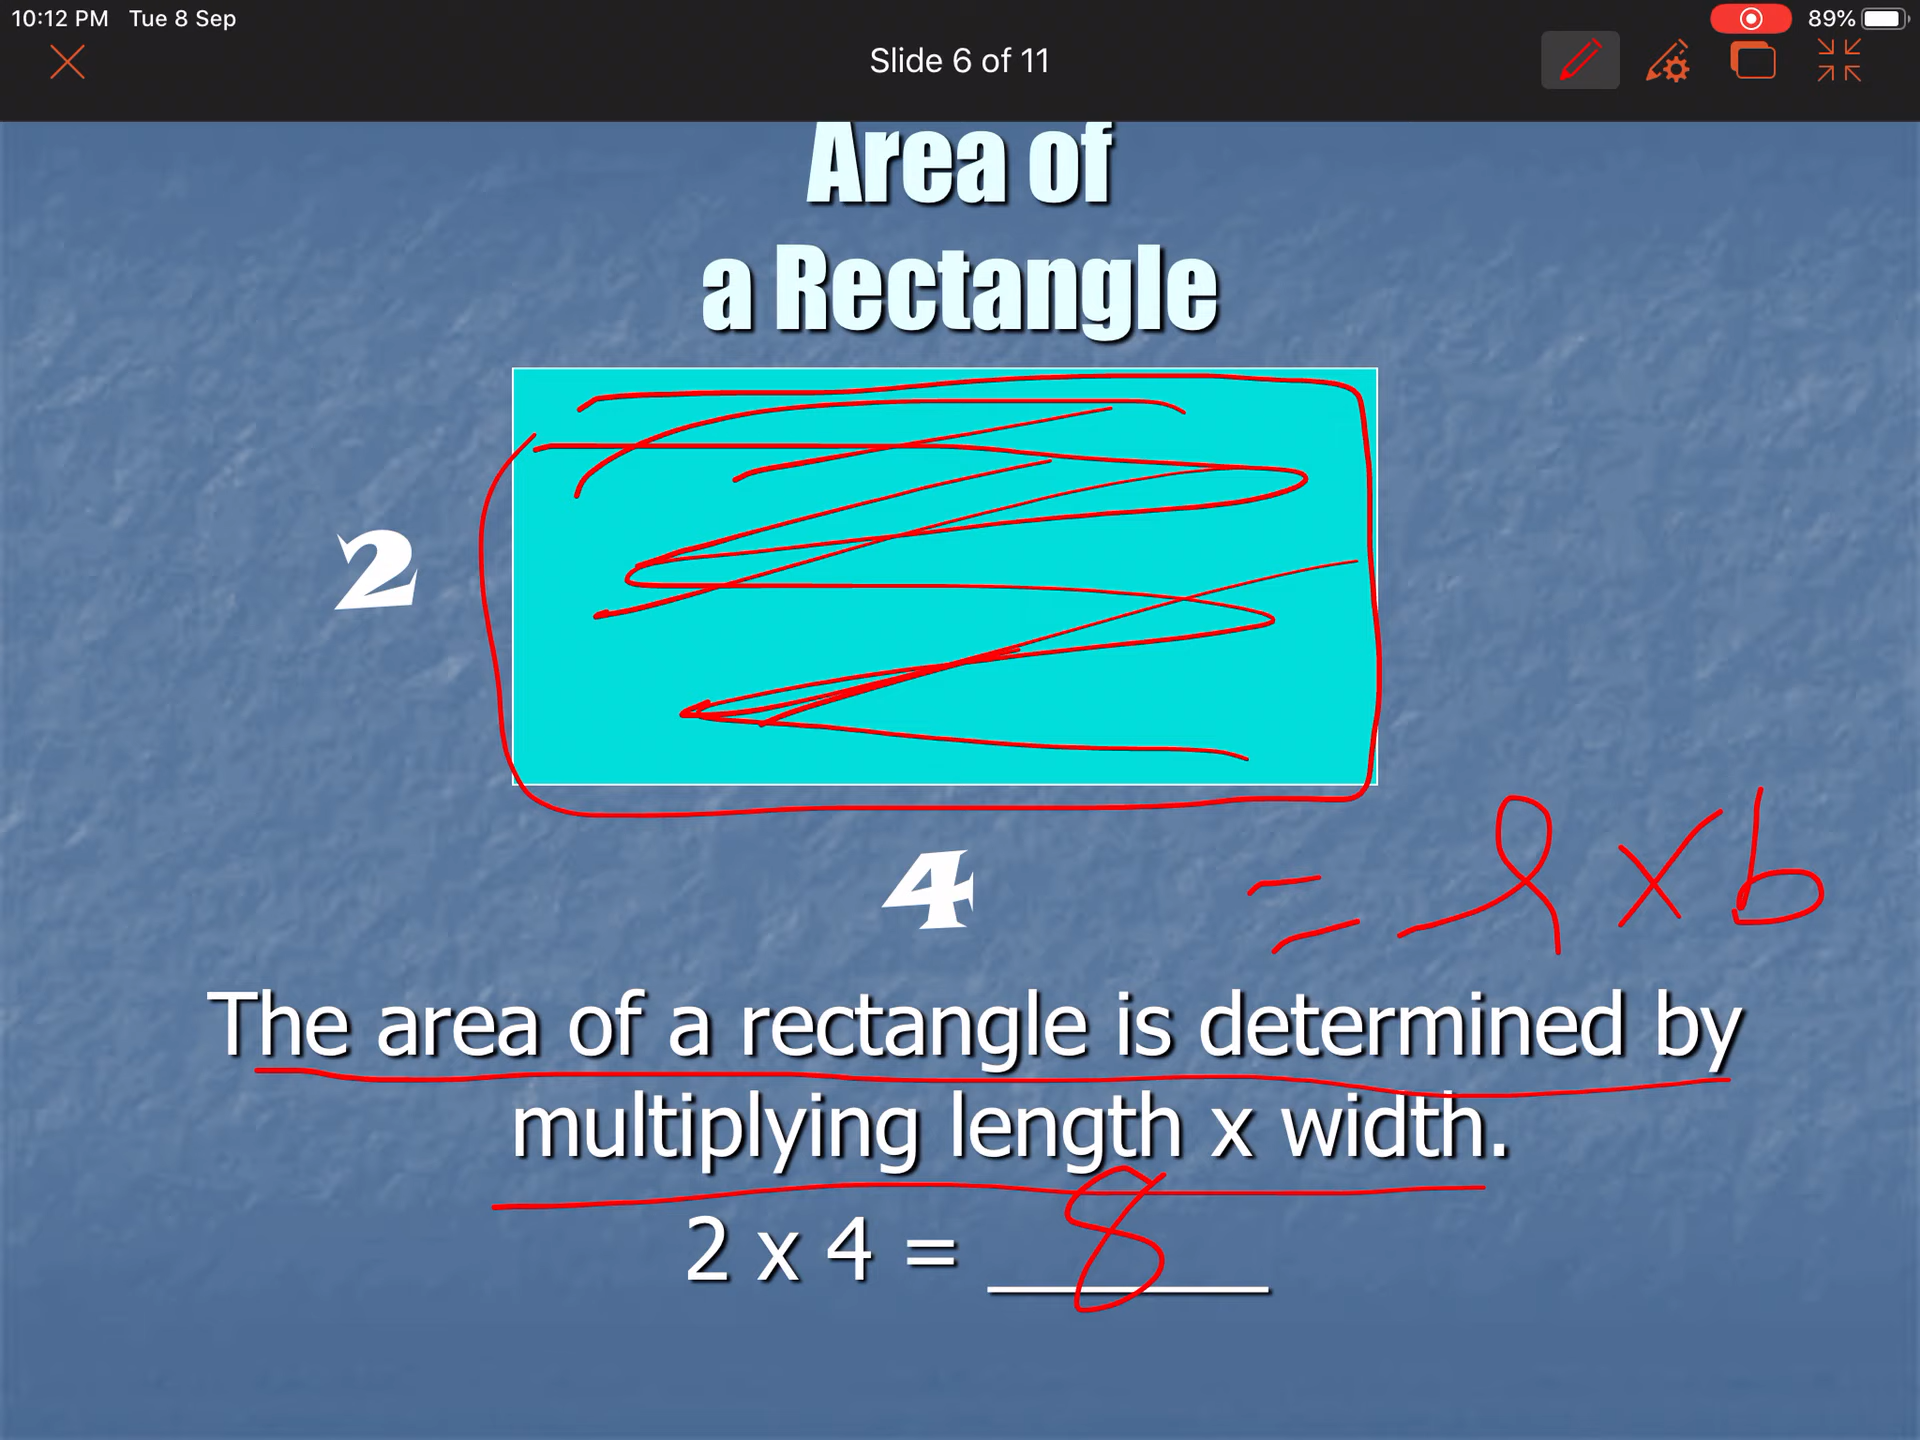 10:12 PM Tue 8 Sep
89%
Slide 6 of 11
Area of
a Rectangle
2
4
= l x b
The area of a rectangle is determined by
multiplying length x width.
2 x 4 = 8